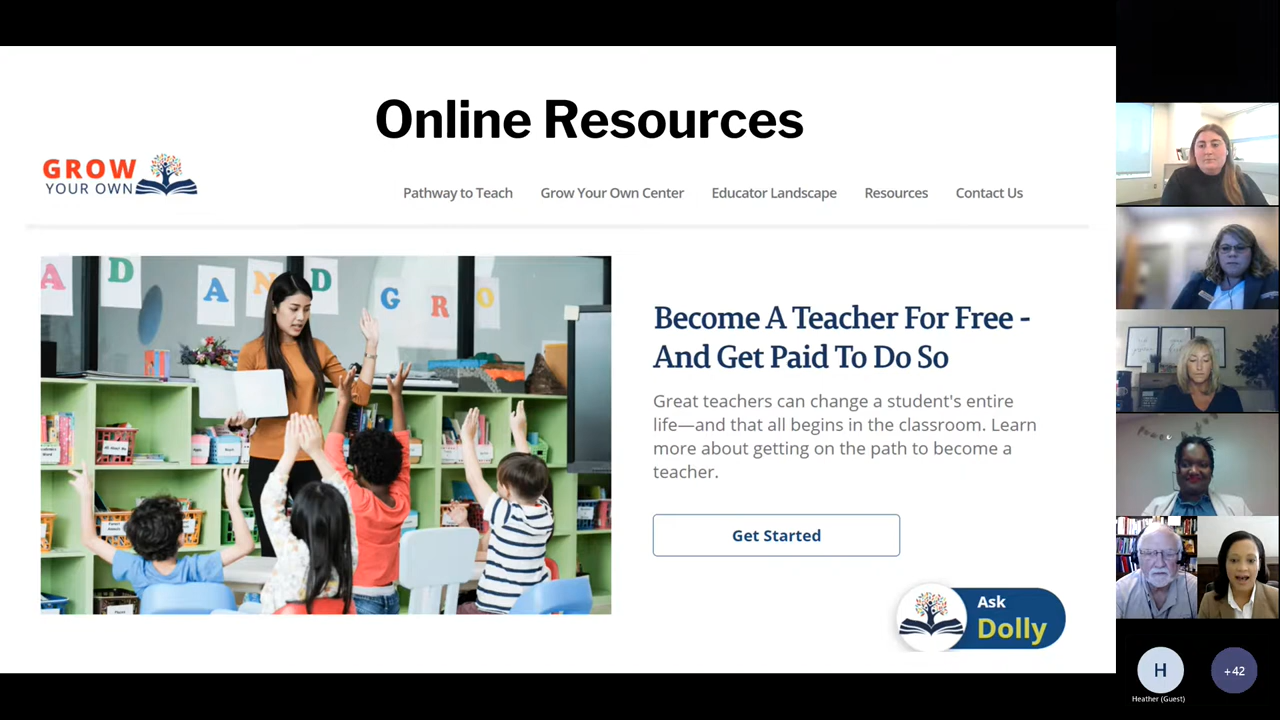 Online Resources
GROW
YOUR OWN
Pathway to Teach
Grow Your Own Center
Educator Landscape
Resources
Contact Us
A D A N D G R O
Become A Teacher For Free -
And Get Paid To Do So
Great teachers can change a student's entire
life—and that all begins in the classroom. Learn
more about getting on the path to become a
teacher.
Get Started
Ask
Dolly
H
Heather (Guest)
+42